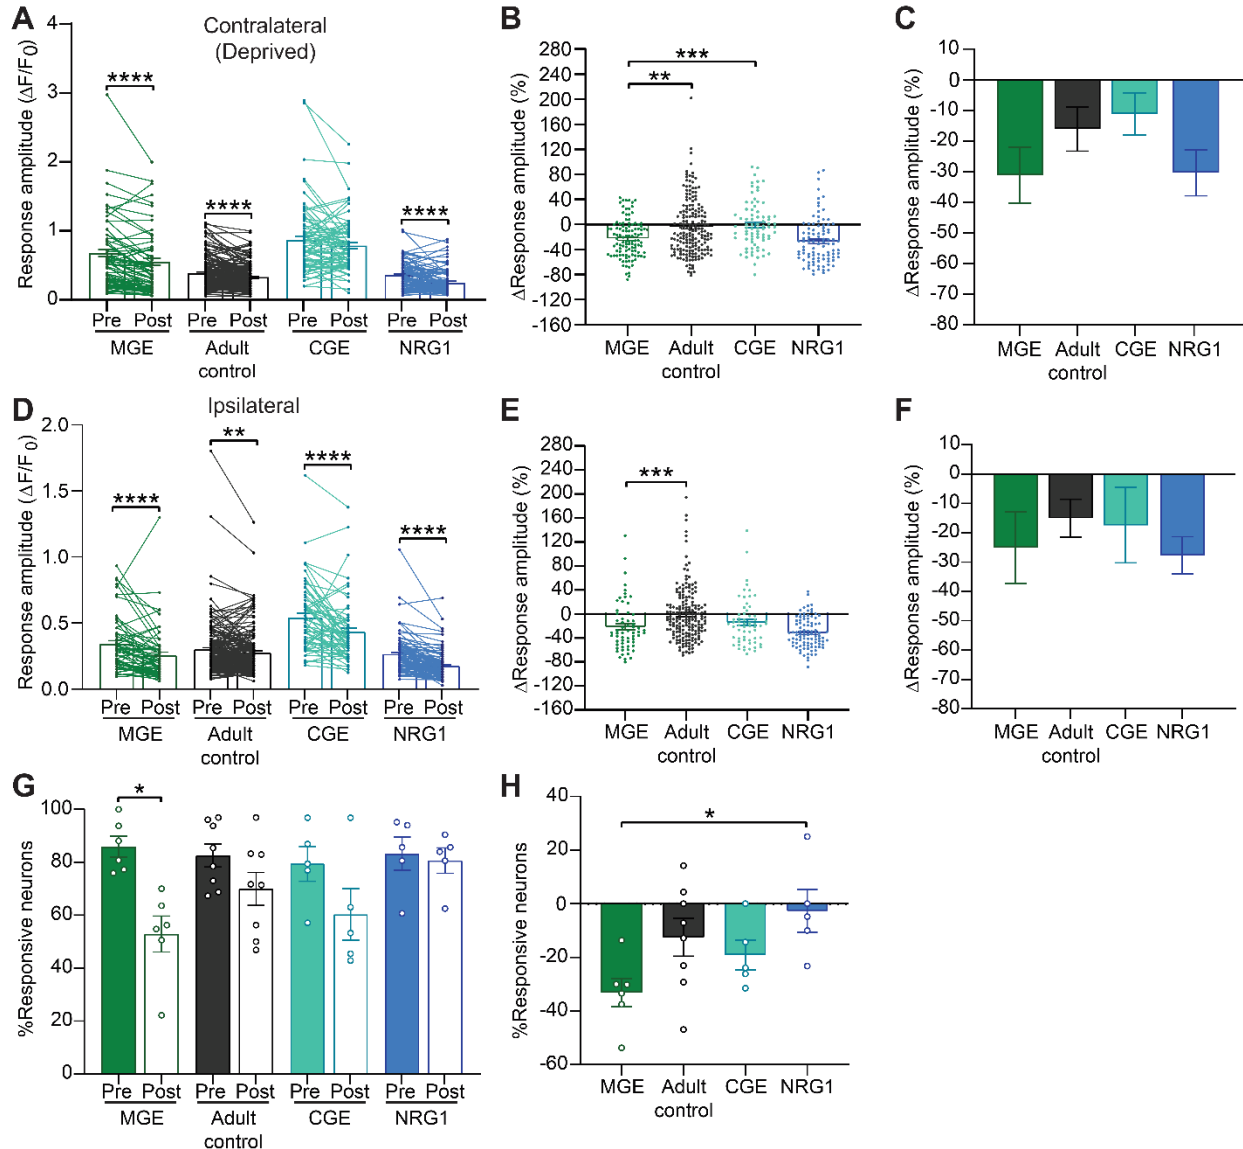 A
Contralateral
(Deprived)
Response amplitude (ΔF/F0)
4
3
2
1
0
****
****
****
Pre Post Pre Post Pre Post Pre Post
MGE Adult control CGE NRG1
B
ΔResponse amplitude (%)
280
240
200
160
120
80
40
0
-40
-80
-120
-160
***
**
MGE Adult control CGE NRG1
C
ΔResponse amplitude (%)
10
0
-10
-20
-30
-40
-50
-60
-70
-80
MGE Adult control CGE NRG1
D
Ipsilateral
Response amplitude (ΔF/F0)
2.0
1.5
1.0
0.5
0.0
****
**
****
****
Pre Post Pre Post Pre Post Pre Post
MGE Adult control CGE NRG1
E
ΔResponse amplitude (%)
280
240
200
160
120
80
40
0
-40
-80
-120
-160
***
MGE Adult control CGE NRG1
F
ΔResponse amplitude (%)
10
0
-10
-20
-30
-40
-50
-60
-70
-80
MGE Adult control CGE NRG1
G
%Responsive neurons
100
80
60
40
20
0
*
Pre Post Pre Post Pre Post Pre Post
MGE Adult control CGE NRG1
H
%Responsive neurons
40
20
0
-20
-40
-60
*
MGE Adult control CGE NRG1